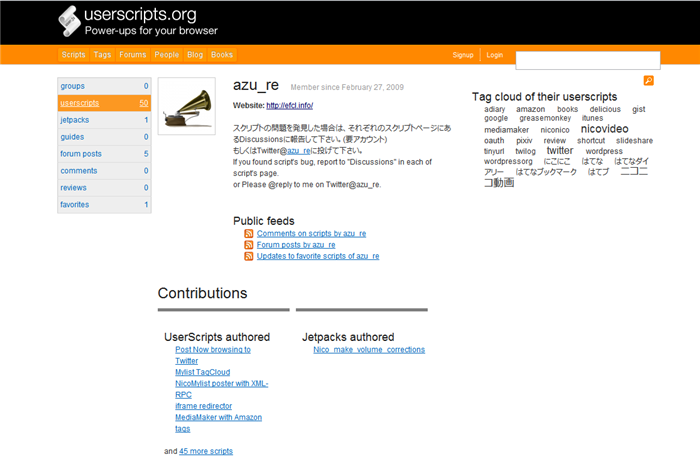 userscripts.org
Power-ups for your browser
Scripts Tags Forums People Blog Books
Signup Login
groups 0
userscripts 50
jetpacks 1
guides 0
forum posts 5
comments 0
reviews 0
favorites 1
azu_re Member since February 27, 2009
Website: http://efcl.info/
スクリプトの問題を発見した場合は、それぞれのスクリプトページにあ
るDiscussionsに報告して下さい。(要アカウント)
もしくはTwitter@azu_reに投げて下さい。
If you found script's bug, report to "Discussions" in each of
script's page.
or Please @reply to me on Twitter@azu_re.
Public feeds
Comments on scripts by azu_re
Forum posts by azu_re
Updates to favorite scripts of azu_re
Tag cloud of their userscripts
adiary amazon books delicious gist
google greasemonkey itunes
mediamaker niconico nicovideo
oauth pixiv review shortcut slideshare
tinyurl twilog twitter wordpress
wordpressorg にこにこ はてな はてなダイ
アリー はてなブックマーク はてブ ニコニ
コ動画
Contributions
UserScripts authored
Post Now browsing to
Twitter
Mylist TagCloud
NicoMylist poster with XML-
RPC
iframe redirector
MediaMaker with Amazon
tags
and 45 more scripts
Jetpacks authored
Nico_make_volume_corrections